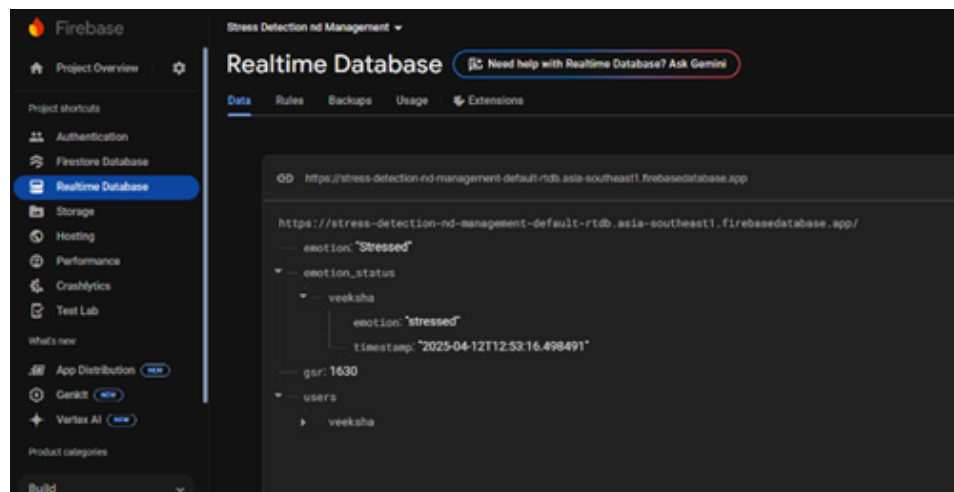 Firebase
Project Overview
Project shortcuts
Authentication
Firestore Database
Realtime Database
Storage
Hosting
Performance
Crashlytics
Test Lab
What's new
App Distribution NEW
Genkit NEW
Vertex AI NEW
Product categories
Build
Stress Detection nd Management
Realtime Database
Need help with Realtime Database? Ask Gemini
Data Rules Backups Usage Extensions
https://stress-detection-nd-management-default-rtdb.asia-southeast1.firebasedatabase.app
https://stress-detection-nd-management-default-rtdb.asia-southeast1.firebasedatabase.app/
emotion: "Stressed"
emotion_status
veeksha
emotion: "stressed"
timestamp: "2025-04-12T12:53:16.498491"
gsr: 1630
users
veeksha